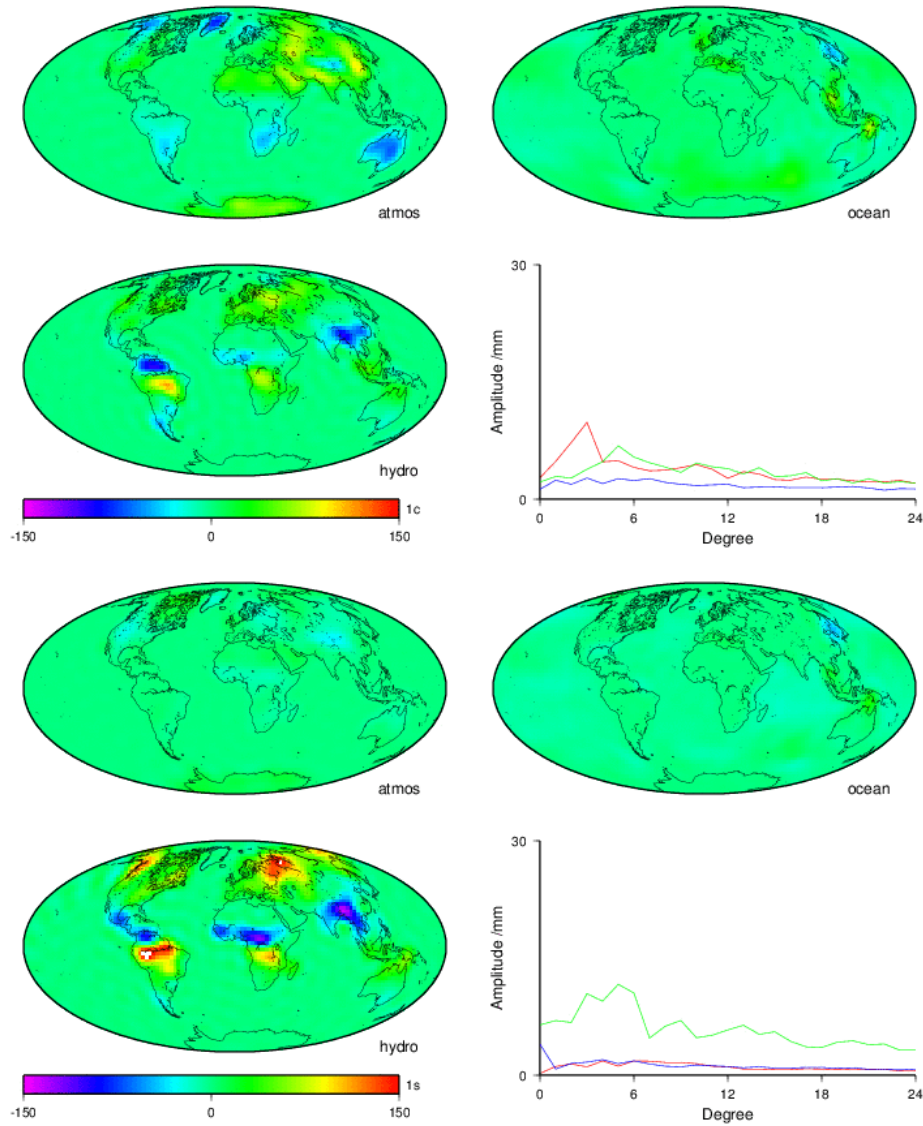 atmos
ocean
hydro
-150 0 150
1c
30
0
Amplitude /mm
0 6 12 18 24
Degree
atmos
ocean
hydro
-150 0 150
1s
30
0
Amplitude /mm
0 6 12 18 24
Degree